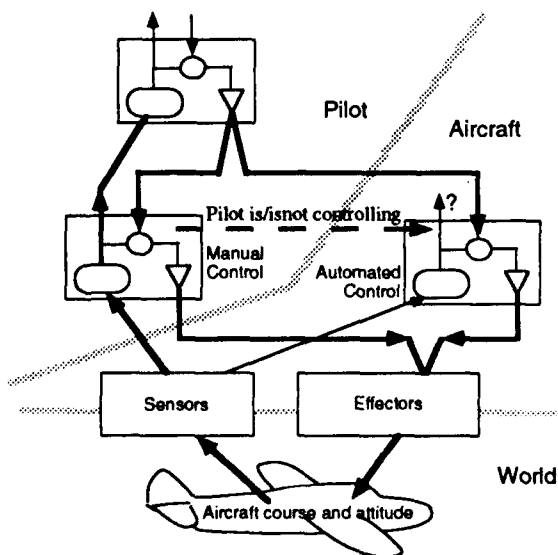 Pilot
Aircraft
?
Pilot is/isnot controlling
Manual
Control
Automated
Control
Sensors
Effectors
World
Aircraft course and attitude